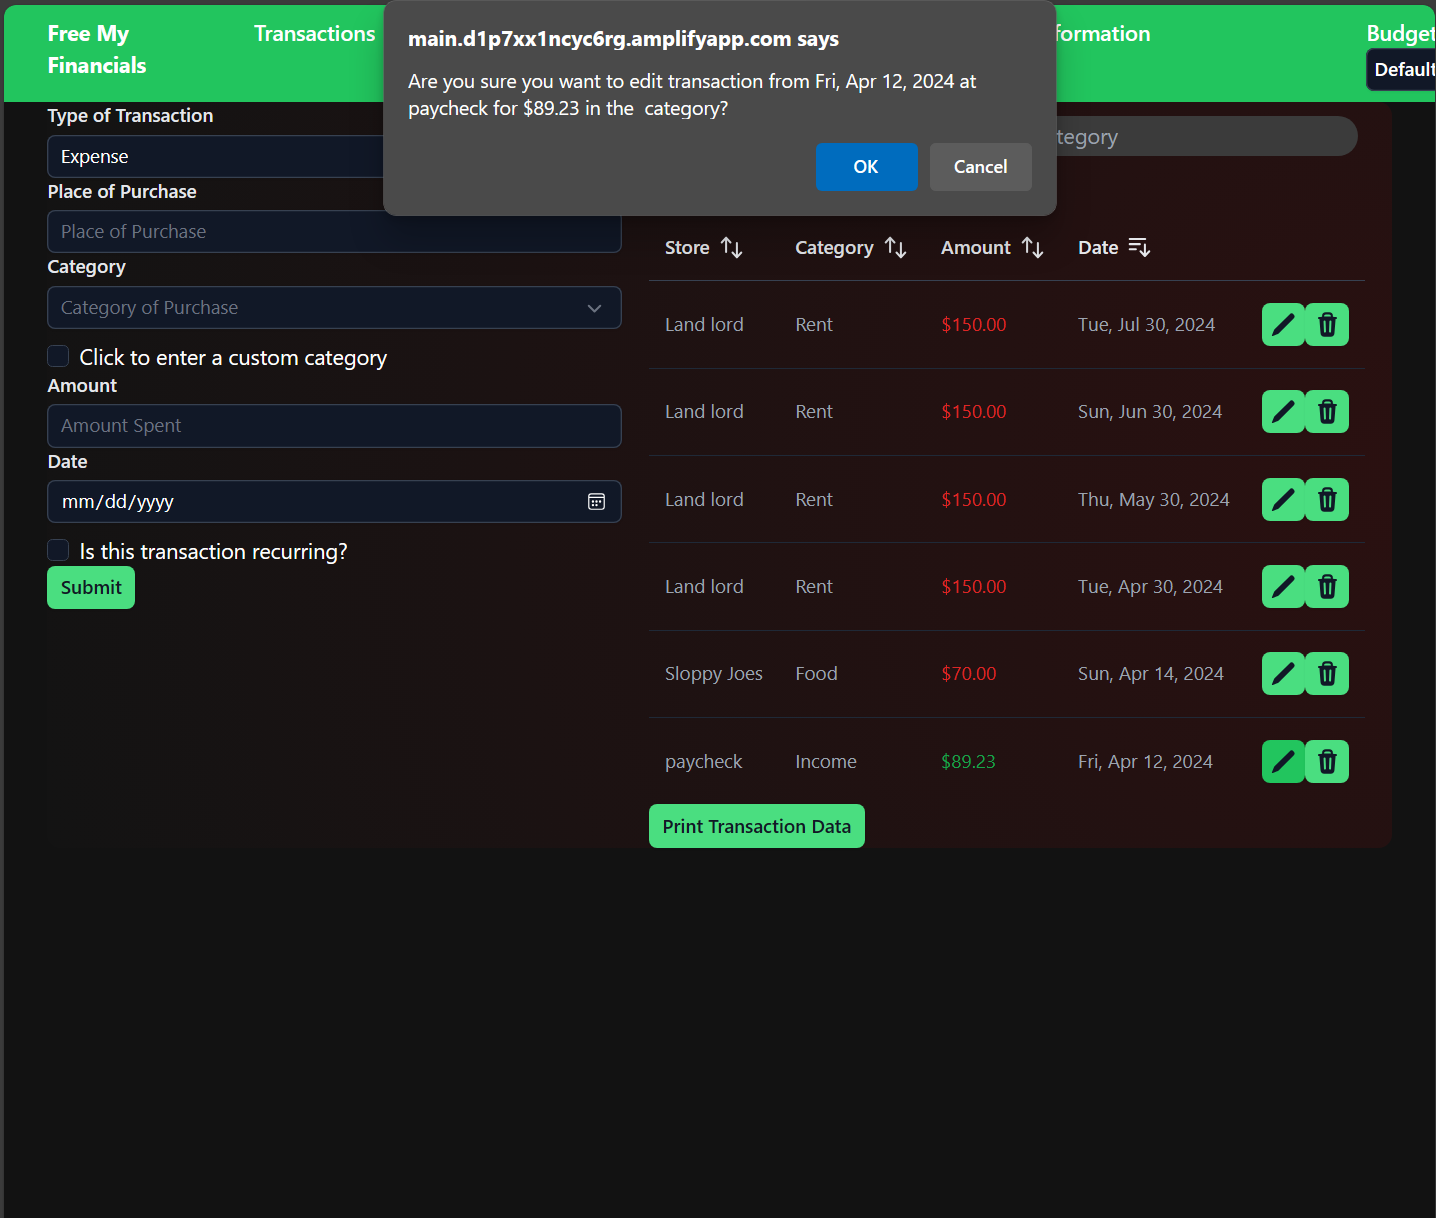 Free My
Financials
Transactions
formation
Budget
Default
main.d1p7xx1ncyc6rg.amplifyapp.com says
Are you sure you want to edit transaction from Fri, Apr 12, 2024 at
paycheck for $89.23 in the  category?
OK
Cancel
Type of Transaction
Expense
Place of Purchase
Place of Purchase
Category
Category of Purchase
Click to enter a custom category
Amount
Amount Spent
Date
mm/dd/yyyy
Is this transaction recurring?
Submit
tegory
Store Category Amount Date
Land lord Rent $150.00 Tue, Jul 30, 2024
Land lord Rent $150.00 Sun, Jun 30, 2024
Land lord Rent $150.00 Thu, May 30, 2024
Land lord Rent $150.00 Tue, Apr 30, 2024
Sloppy Joes Food $70.00 Sun, Apr 14, 2024
paycheck Income $89.23 Fri, Apr 12, 2024
Print Transaction Data